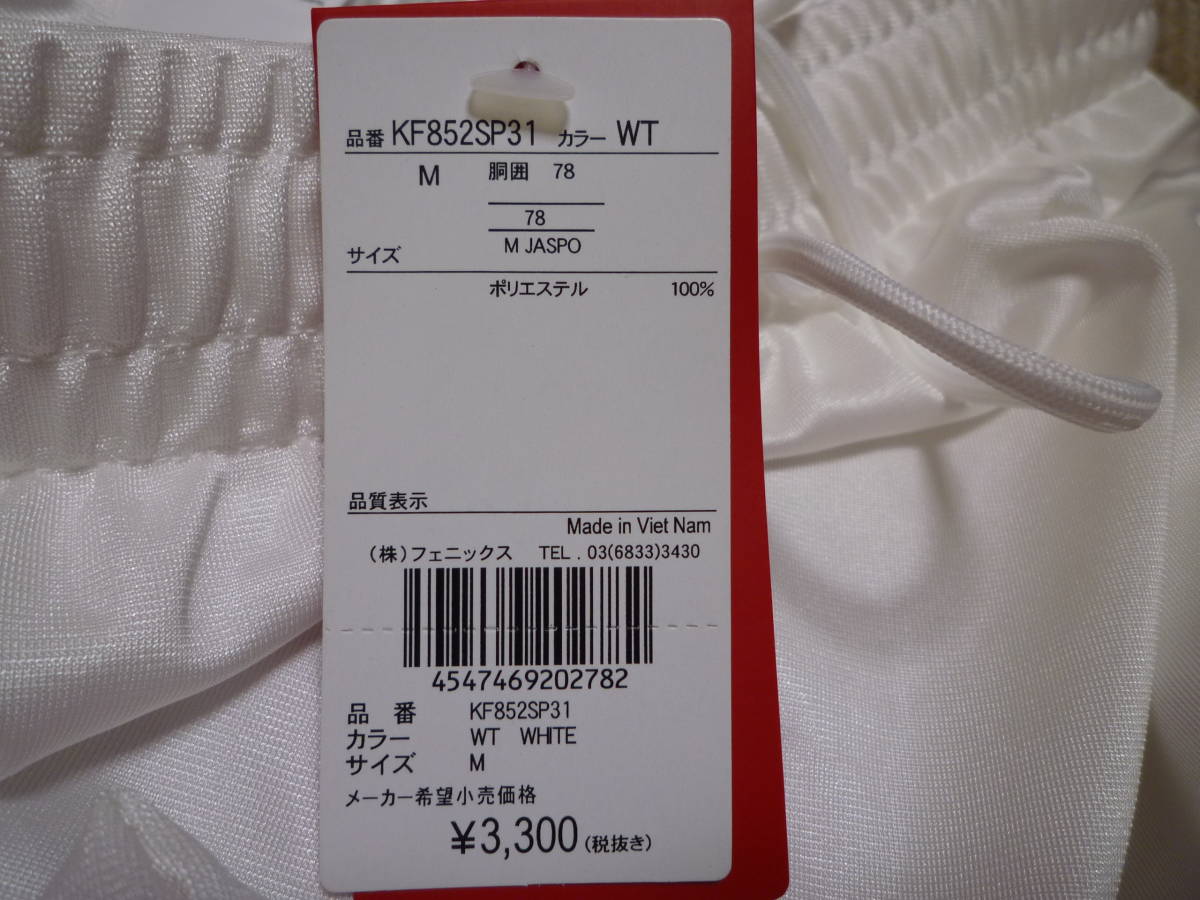 品番 KF852SP31 カラー WT
M 胴囲 78
78
M JASPO
サイズ
ポリエステル 100%
品質表示
Made in Viet Nam
(株)フェニックス TEL . 03(6833)3430
4547469202782
品 番 KF852SP31
カラー WT WHITE
サイズ M
メーカー希望小売価格
¥3,300(税抜き)